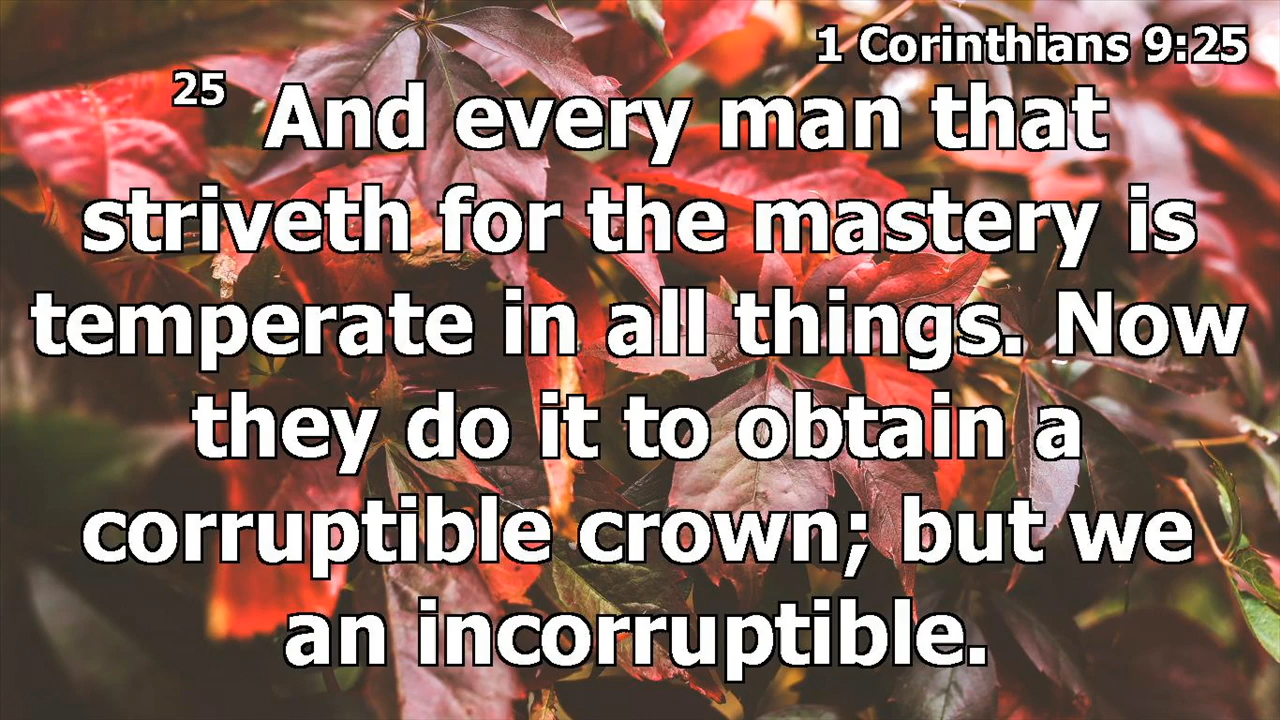 1 Corinthians 9:25
25 And every man that
striveth for the mastery is
temperate in all things. Now
they do it to obtain a
corruptible crown; but we
an incorruptible.